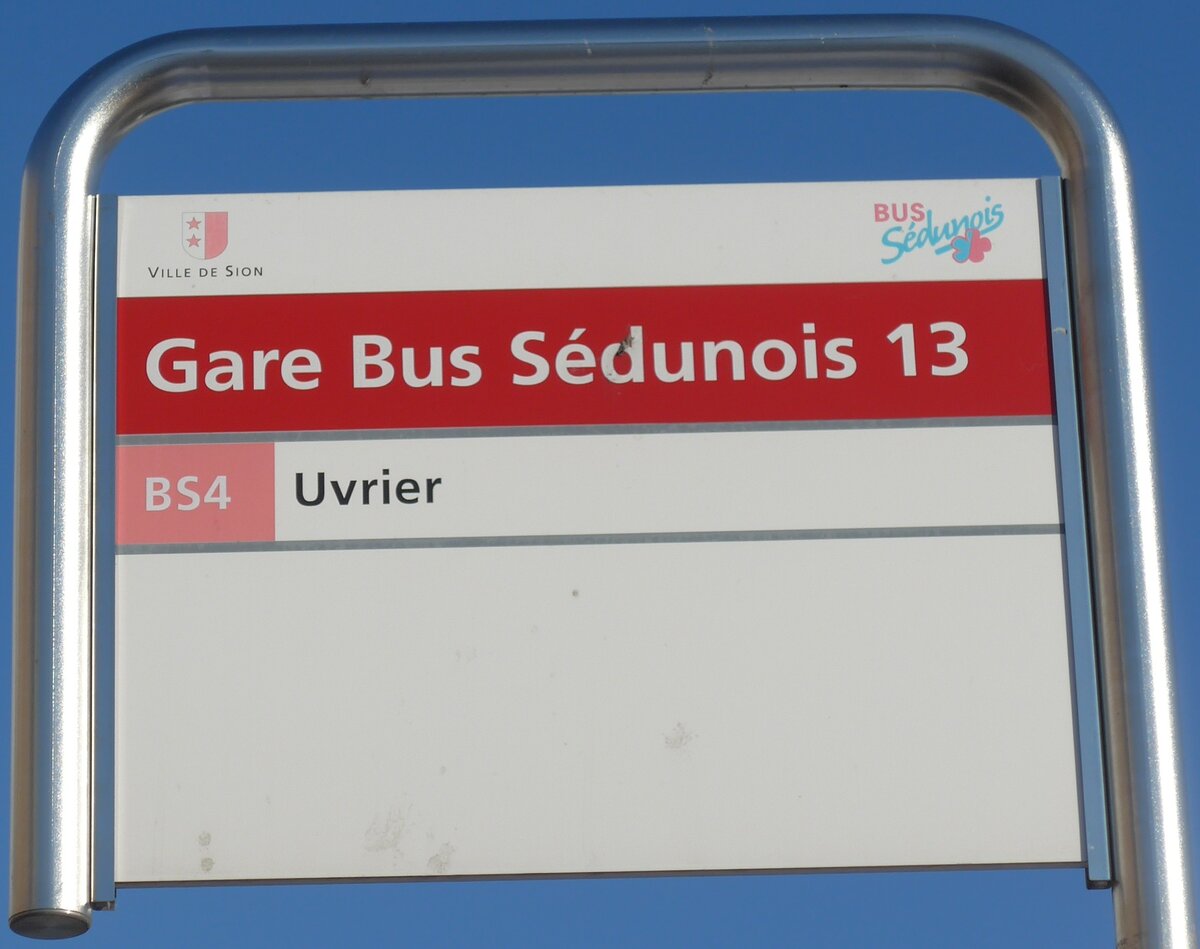 VILLE DE SION
BUS
Sédunois
Gare Bus Sédunois 13
BS4 Uvrier